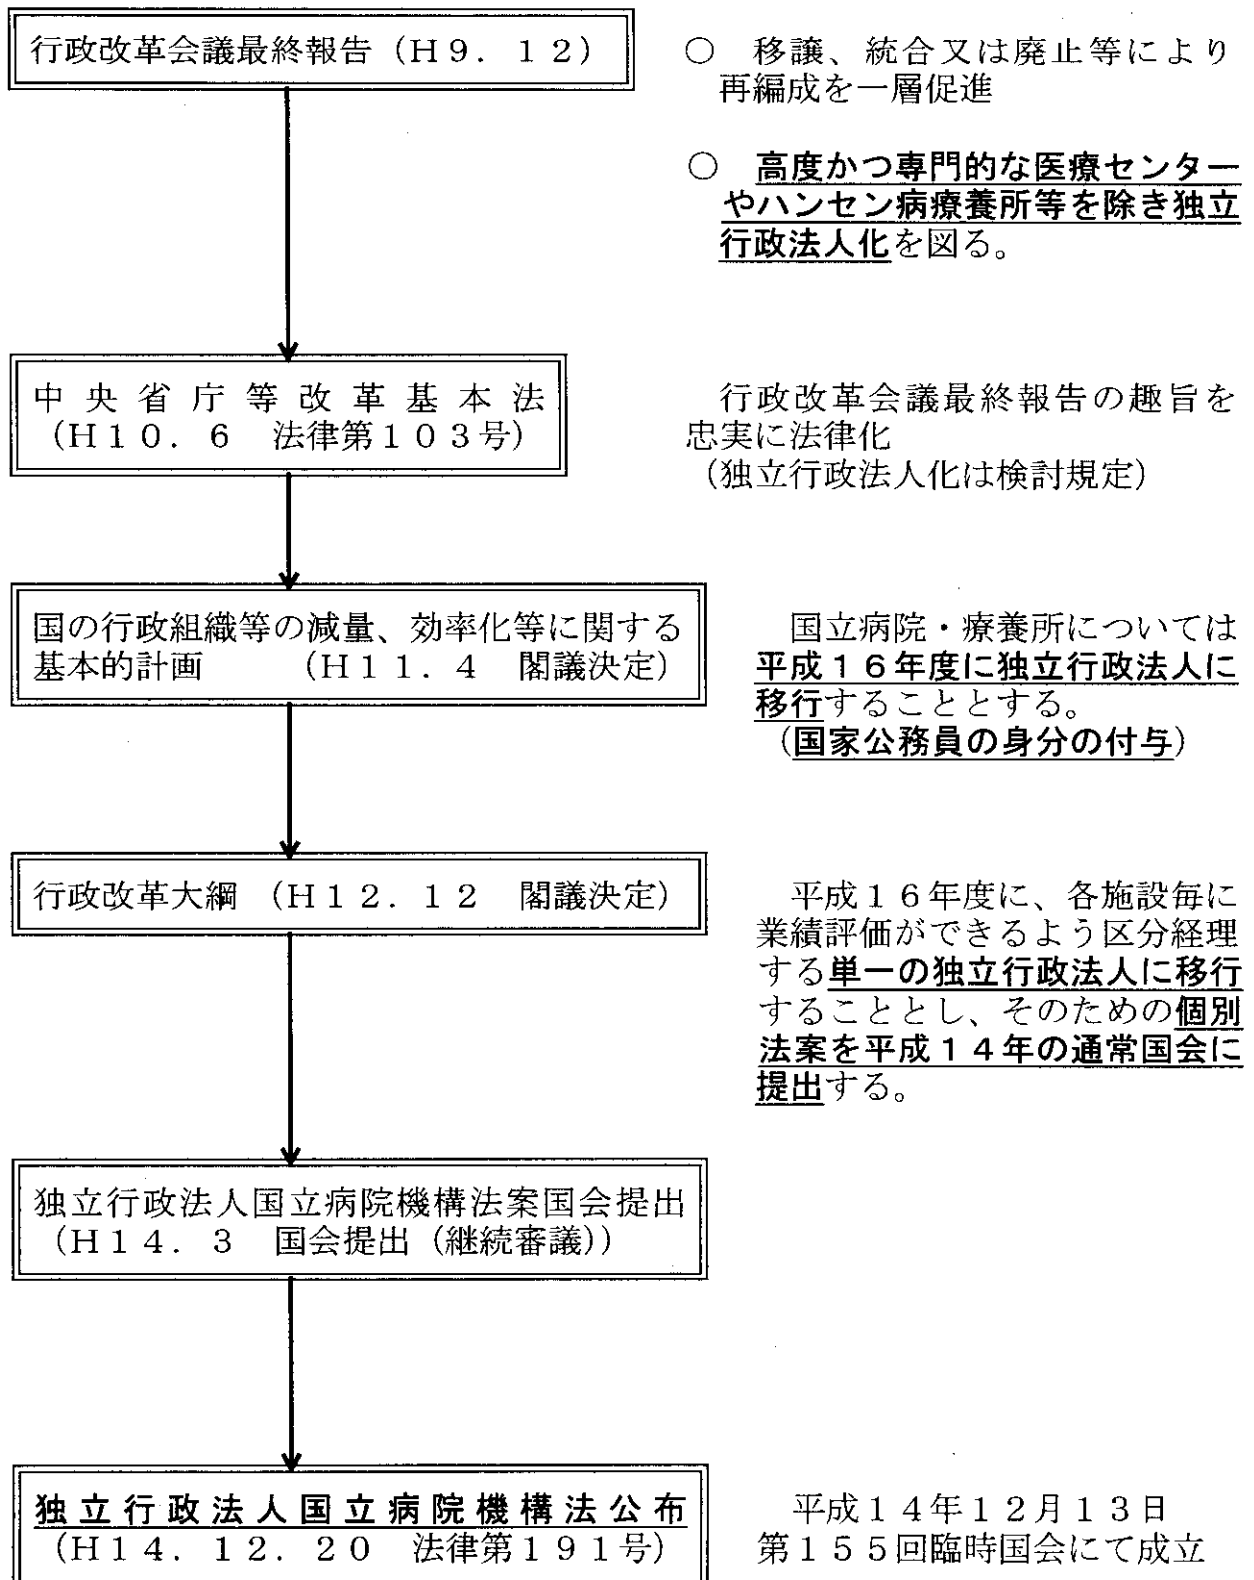 行政改革会議最終報告（Ｈ９．１２）
○　移譲、統合又は廃止等により
再編成を一層促進
○　高度かつ専門的な医療センター
やハンセン病療養所等を除き独立
行政法人化を図る。
中央省庁等改革基本法
（Ｈ１０．６　法律第１０３号）
行政改革会議最終報告の趣旨を
忠実に法律化
（独立行政法人化は検討規定）
国の行政組織等の減量、効率化等に関する
基本的計画　　　（Ｈ１１．４　閣議決定）
国立病院・療養所については
平成１６年度に独立行政法人に
移行することとする。
（国家公務員の身分の付与）
行政改革大綱（Ｈ１２．１２　閣議決定）
平成１６年度に、各施設毎に
業績評価ができるよう区分経理
する単一の独立行政法人に移行
することとし、そのための個別
法案を平成１４年の通常国会に
提出する。
独立行政法人国立病院機構法案国会提出
（Ｈ１４．３　国会提出（継続審議））
独立行政法人国立病院機構法公布
（Ｈ１４．１２．２０　法律第１９１号）
平成１４年１２月１３日
第１５５回臨時国会にて成立